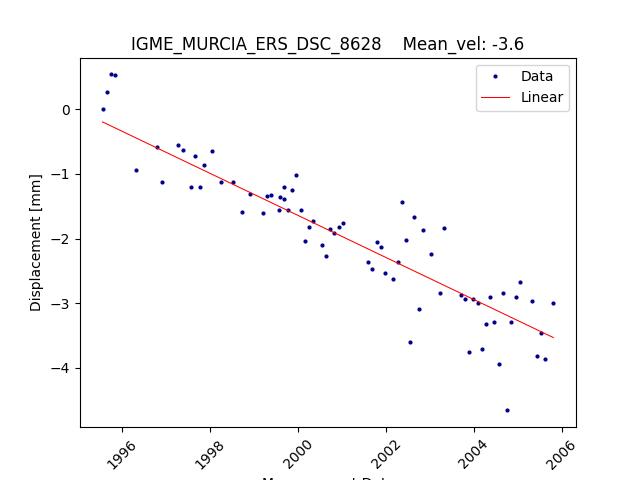 IGME_MURCIA_ERS_DSC_8628    Mean_vel: -3.6
Data
Linear
Displacement [mm]
0
−1
−2
−3
−4
1996
1998
2000
2002
2004
2006